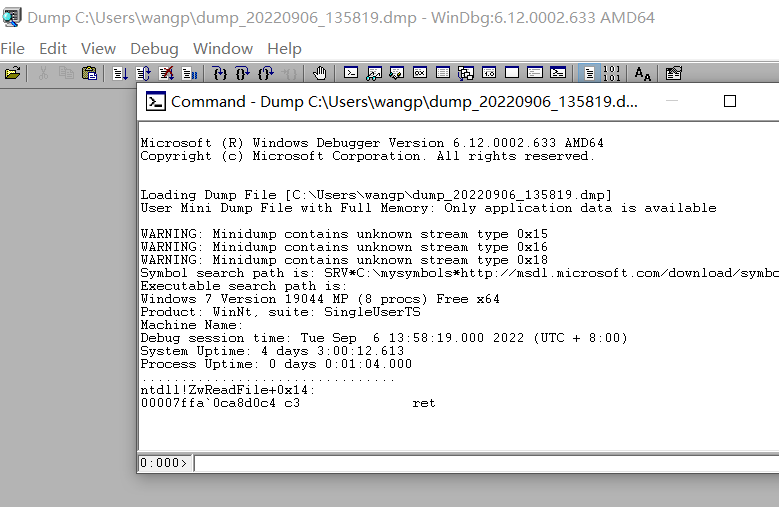 Dump C:\Users\wangp\dump_20220906_135819.dmp - WinDbg:6.12.0002.633 AMD64
File Edit View Debug Window Help
Command - Dump C:\Users\wangp\dump_20220906_135819.d...
Microsoft (R) Windows Debugger Version 6.12.0002.633 AMD64
Copyright (c) Microsoft Corporation. All rights reserved.
Loading Dump File [C:\Users\wangp\dump_20220906_135819.dmp]
User Mini Dump File with Full Memory: Only application data is available
WARNING: Minidump contains unknown stream type 0x15
WARNING: Minidump contains unknown stream type 0x16
WARNING: Minidump contains unknown stream type 0x18
Symbol search path is: SRV*C:\mysymbols*http://msdl.microsoft.com/download/symbo
Executable search path is:
Windows 7 Version 19044 MP (8 procs) Free x64
Product: WinNt, suite: SingleUserTS
Machine Name:
Debug session time: Tue Sep  6 13:58:19.000 2022 (UTC + 8:00)
System Uptime: 4 days 3:00:12.613
Process Uptime: 0 days 0:01:04.000
................................
ntdll!ZwReadFile+0x14:
00007ffa`0ca8d0c4 c3              ret
0:000>